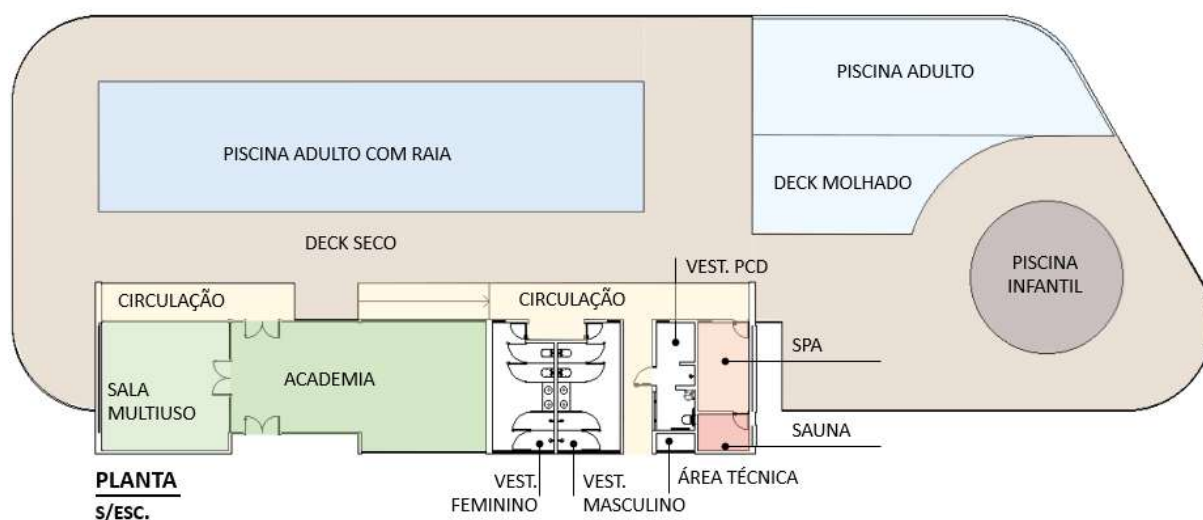 PISCINA ADULTO
PISCINA ADULTO COM RAIA
DECK MOLHADO
DECK SECO
VEST. PCD
PISCINA
INFANTIL
CIRCULAÇÃO
CIRCULAÇÃO
SPA
ACADEMIA
SALA
MULTIUSO
SAUNA
PLANTA
S/ESC.
VEST.
FEMININO
VEST.
MASCULINO
ÁREA TÉCNICA